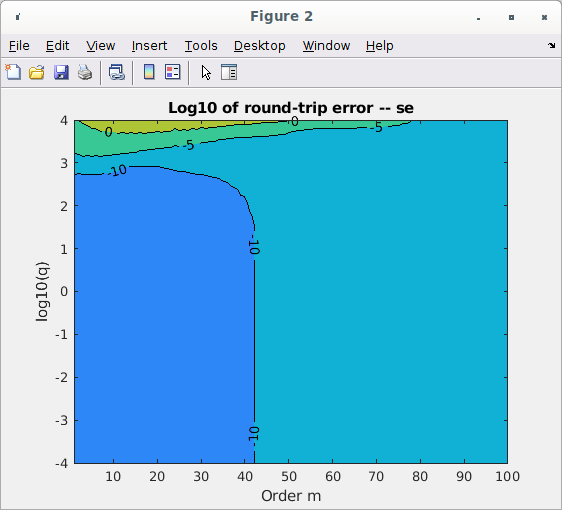 Figure 2
File Edit View Insert Tools Desktop Window Help
Log10 of round-trip error -- se
4
3
2
1
0
-1
-2
-3
-4
log10(q)
0
0
-5
-5
-10
-10
-10
10 20 30 40 50 60 70 80 90 100
Order m